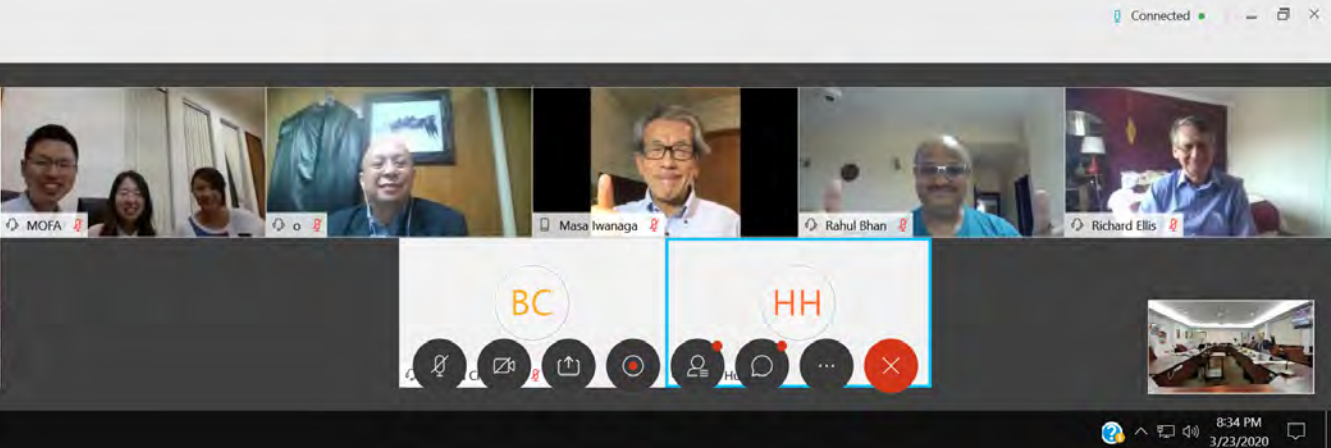 Connected
MOFA
o
Masa Iwanaga
Rahul Bhan
Richard Ellis
BC
HH
8:34 PM
3/23/2020